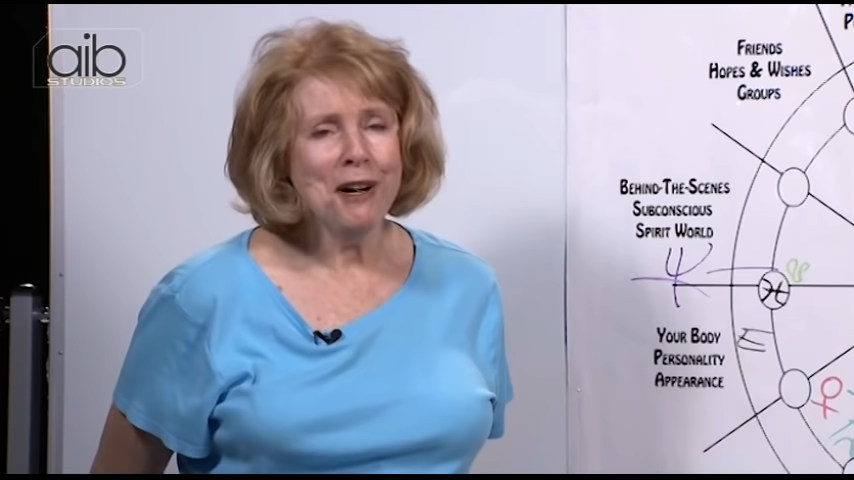 aib
STUDIOS
FRIENDS
HOPES & WISHES
GROUPS
BEHIND-THE-SCENES
SUBCONSCIOUS
SPIRIT WORLD
YOUR BODY
PERSONALITY
APPEARANCE
E